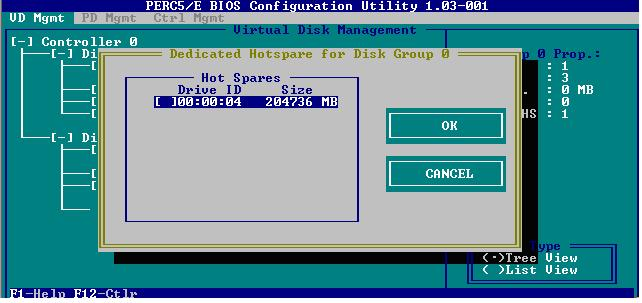 PERC5/E BIOS Configuration Utility 1.03-001
VD Mgmt PD Mgmt Ctrl Mgmt
Virtual Disk Management
[-] Controller 0
[-] Di
[-] Di
Dedicated Hotspare for Disk Group 0
Hot Spares
Drive ID Size
[ ]00:00:04 204736 MB
OK
CANCEL
p 0 Prop.:
: 1
: 3
. : 0 MB
: 0
HS : 1
Type
(·)Tree View
( )List View
F1-Help F12-Ctlr